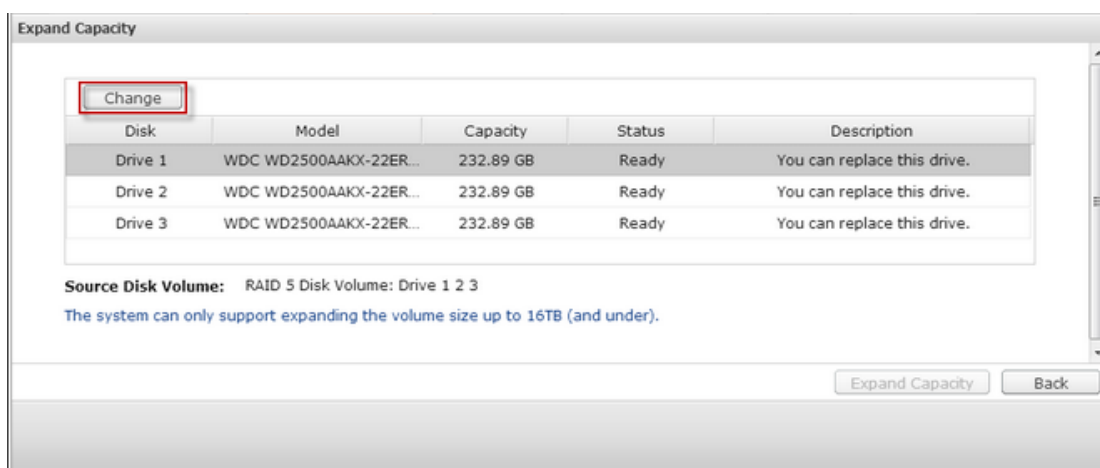 Expand Capacity
Change
Disk Model Capacity Status Description
Drive 1 WDC WD2500AAKX-22ER... 232.89 GB Ready You can replace this drive.
Drive 2 WDC WD2500AAKX-22ER... 232.89 GB Ready You can replace this drive.
Drive 3 WDC WD2500AAKX-22ER... 232.89 GB Ready You can replace this drive.
Source Disk Volume: RAID 5 Disk Volume: Drive 1 2 3
The system can only support expanding the volume size up to 16TB (and under).
Expand Capacity Back